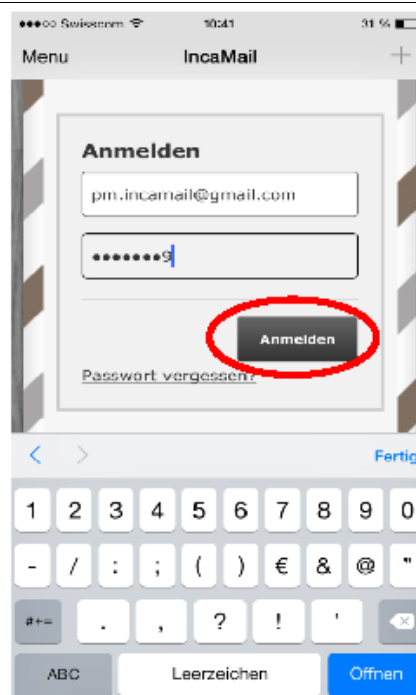 ●●●○○ Swisscom 10:41 31 %
Menu IncaMail +
Anmelden
pm.incamail@gmail.com
●●●●●●●9
Anmelden
Passwort vergessen?
< > Fertig
1 2 3 4 5 6 7 8 9 0
- / : ; ( ) € & @ "
#+= . , ? ! '
ABC Leerzeichen Öffnen